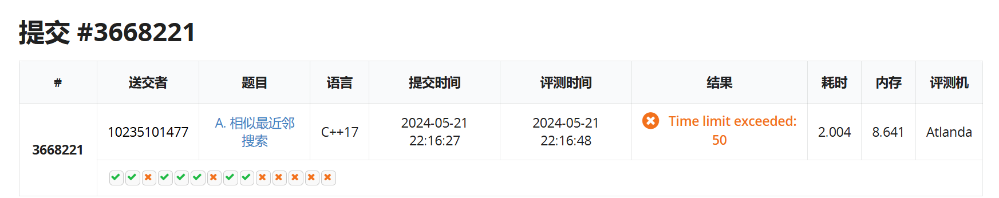 提交 #3668221
# 送交者 题目 语言 提交时间 评测时间 结果 耗时 内存 评测机
3668221 10235101477 A. 相似最近邻搜索 C++17 2024-05-21 22:16:27 2024-05-21 22:16:48 Time limit exceeded: 50 2.004 8.641 Atlanda